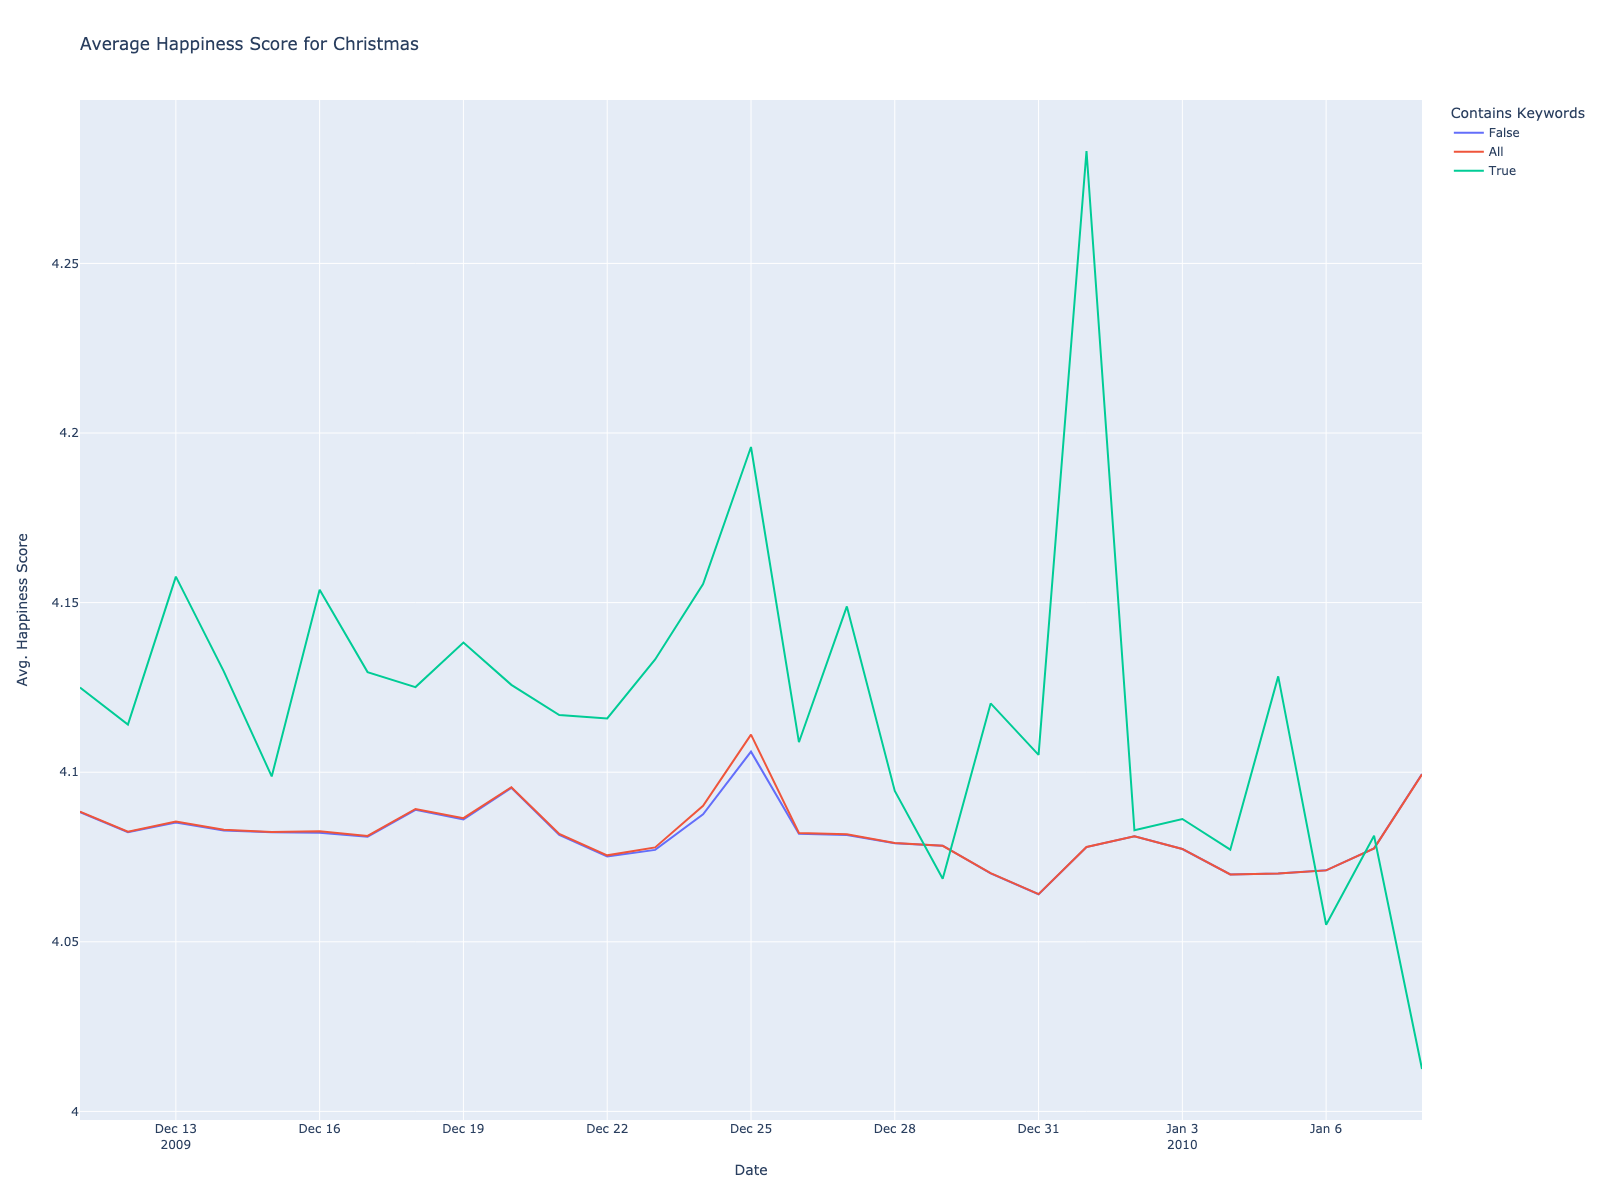 Average Happiness Score for Christmas
Contains Keywords
False
All
True
Avg. Happiness Score
4.25
4.2
4.15
4.1
4.05
4
Dec 13
2009
Dec 16
Dec 19
Dec 22
Dec 25
Dec 28
Dec 31
Jan 3
2010
Jan 6
Date